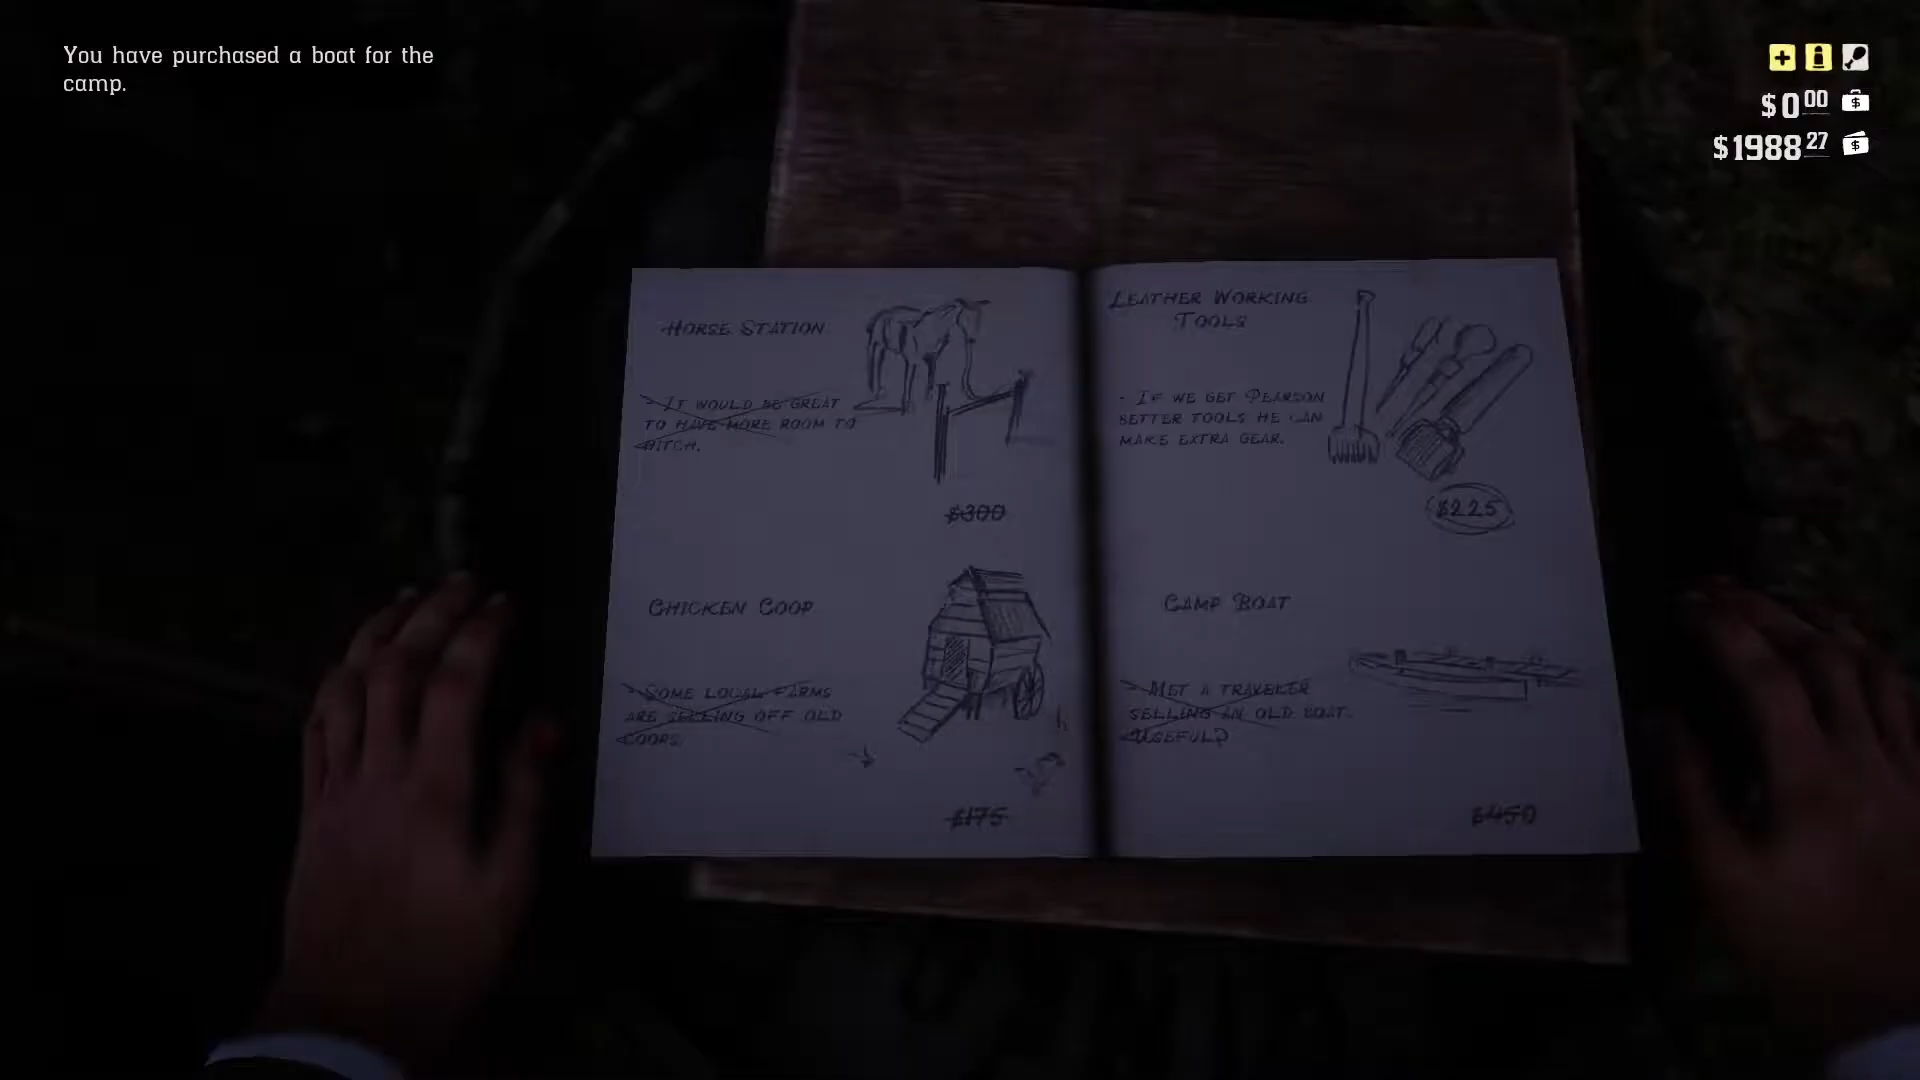 You have purchased a boat for the
camp.
$0 00
$1988 27
HORSE STATION
- IT WOULD BE GREAT
TO HAVE MORE ROOM TO
HITCH.
$300
CHICKEN COOP
- SOME LOCAL FARMS
ARE SELLING OFF OLD
COOPS.
$175
LEATHER WORKING
TOOLS
- IF WE GET PEARSON
BETTER TOOLS HE CAN
MAKE EXTRA GEAR.
$225
CAMP BOAT
- MET A TRAVELER
SELLING AN OLD BOAT.
USEFUL?
$450